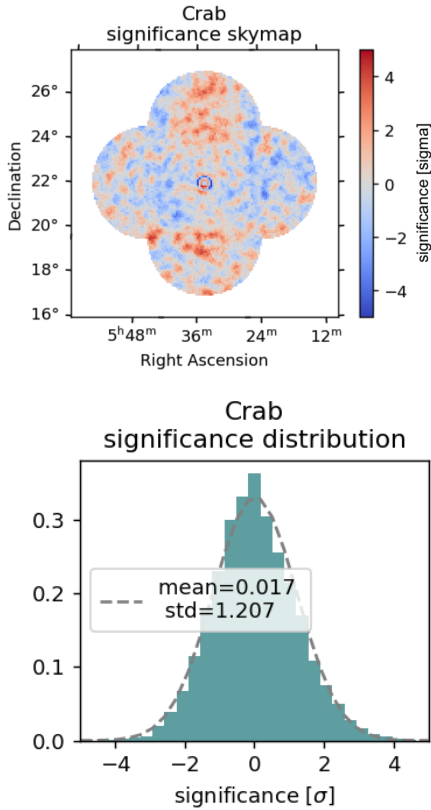 Crab
significance skymap
26°
24°
22°
20°
18°
16°
Declination
5ʰ48ᵐ
36ᵐ
24ᵐ
12ᵐ
Right Ascension
4
2
0
−2
−4
significance [sigma]
Crab
significance distribution
0.3
0.2
0.1
0.0
mean=0.017
std=1.207
−4
−2
0
2
4
significance [σ]